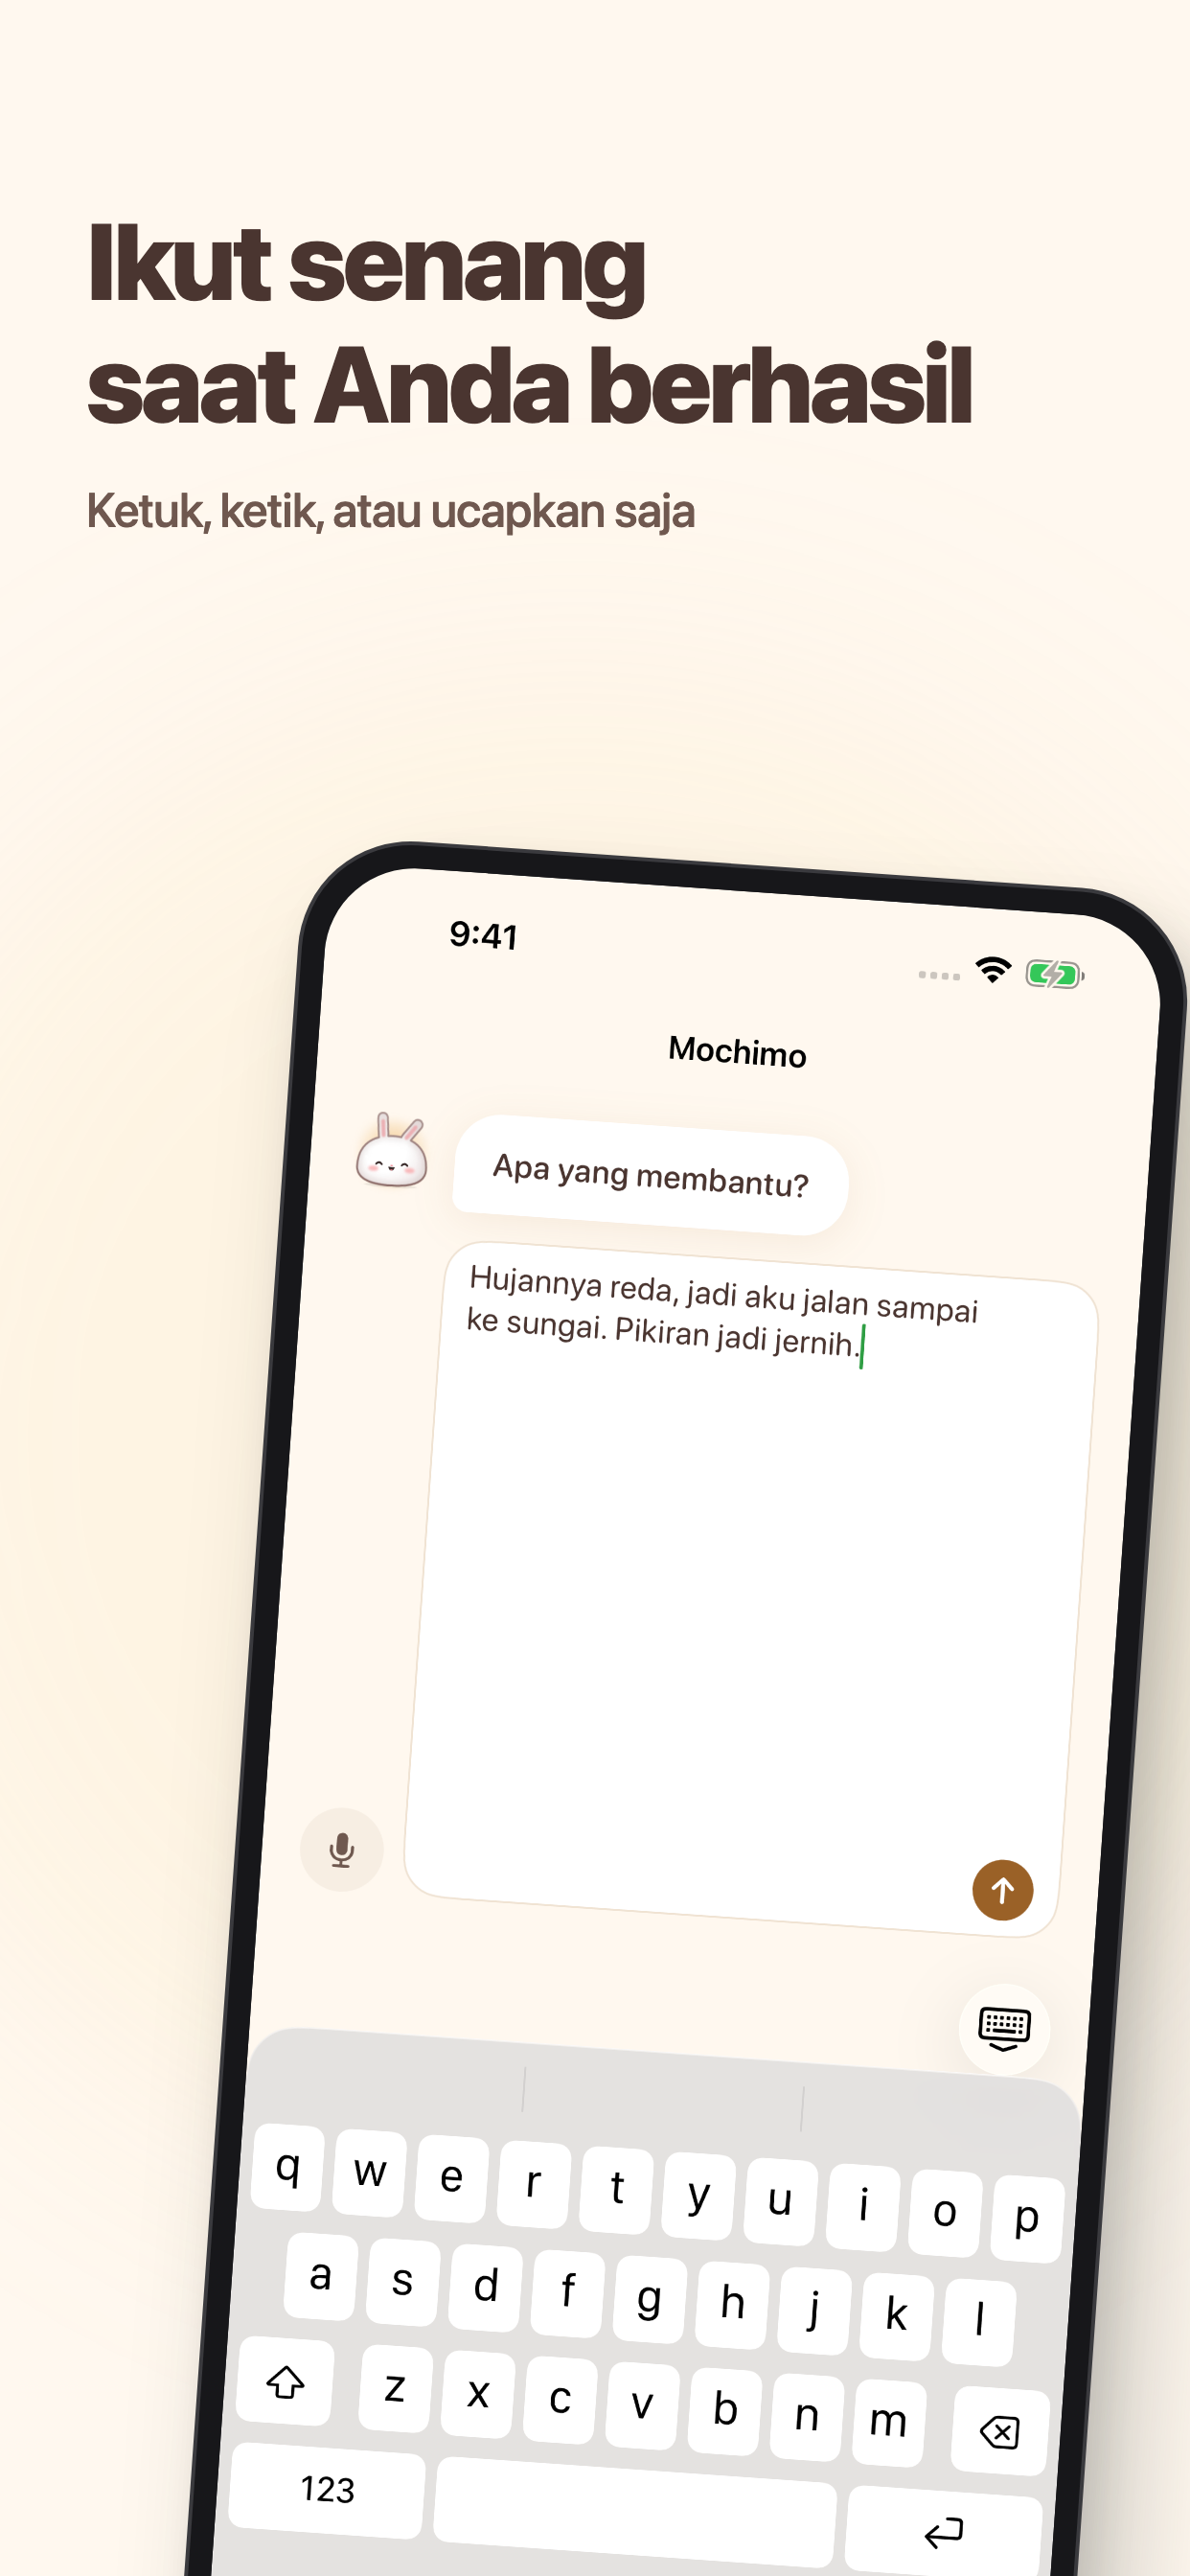 Ikut senang
saat Anda berhasil
Ketuk, ketik, atau ucapkan saja
9:41
Mochimo
Apa yang membantu?
Hujannya reda, jadi aku jalan sampai
ke sungai. Pikiran jadi jernih.
q w e r t y u i o p
a s d f g h j k l
z x c v b n m
123